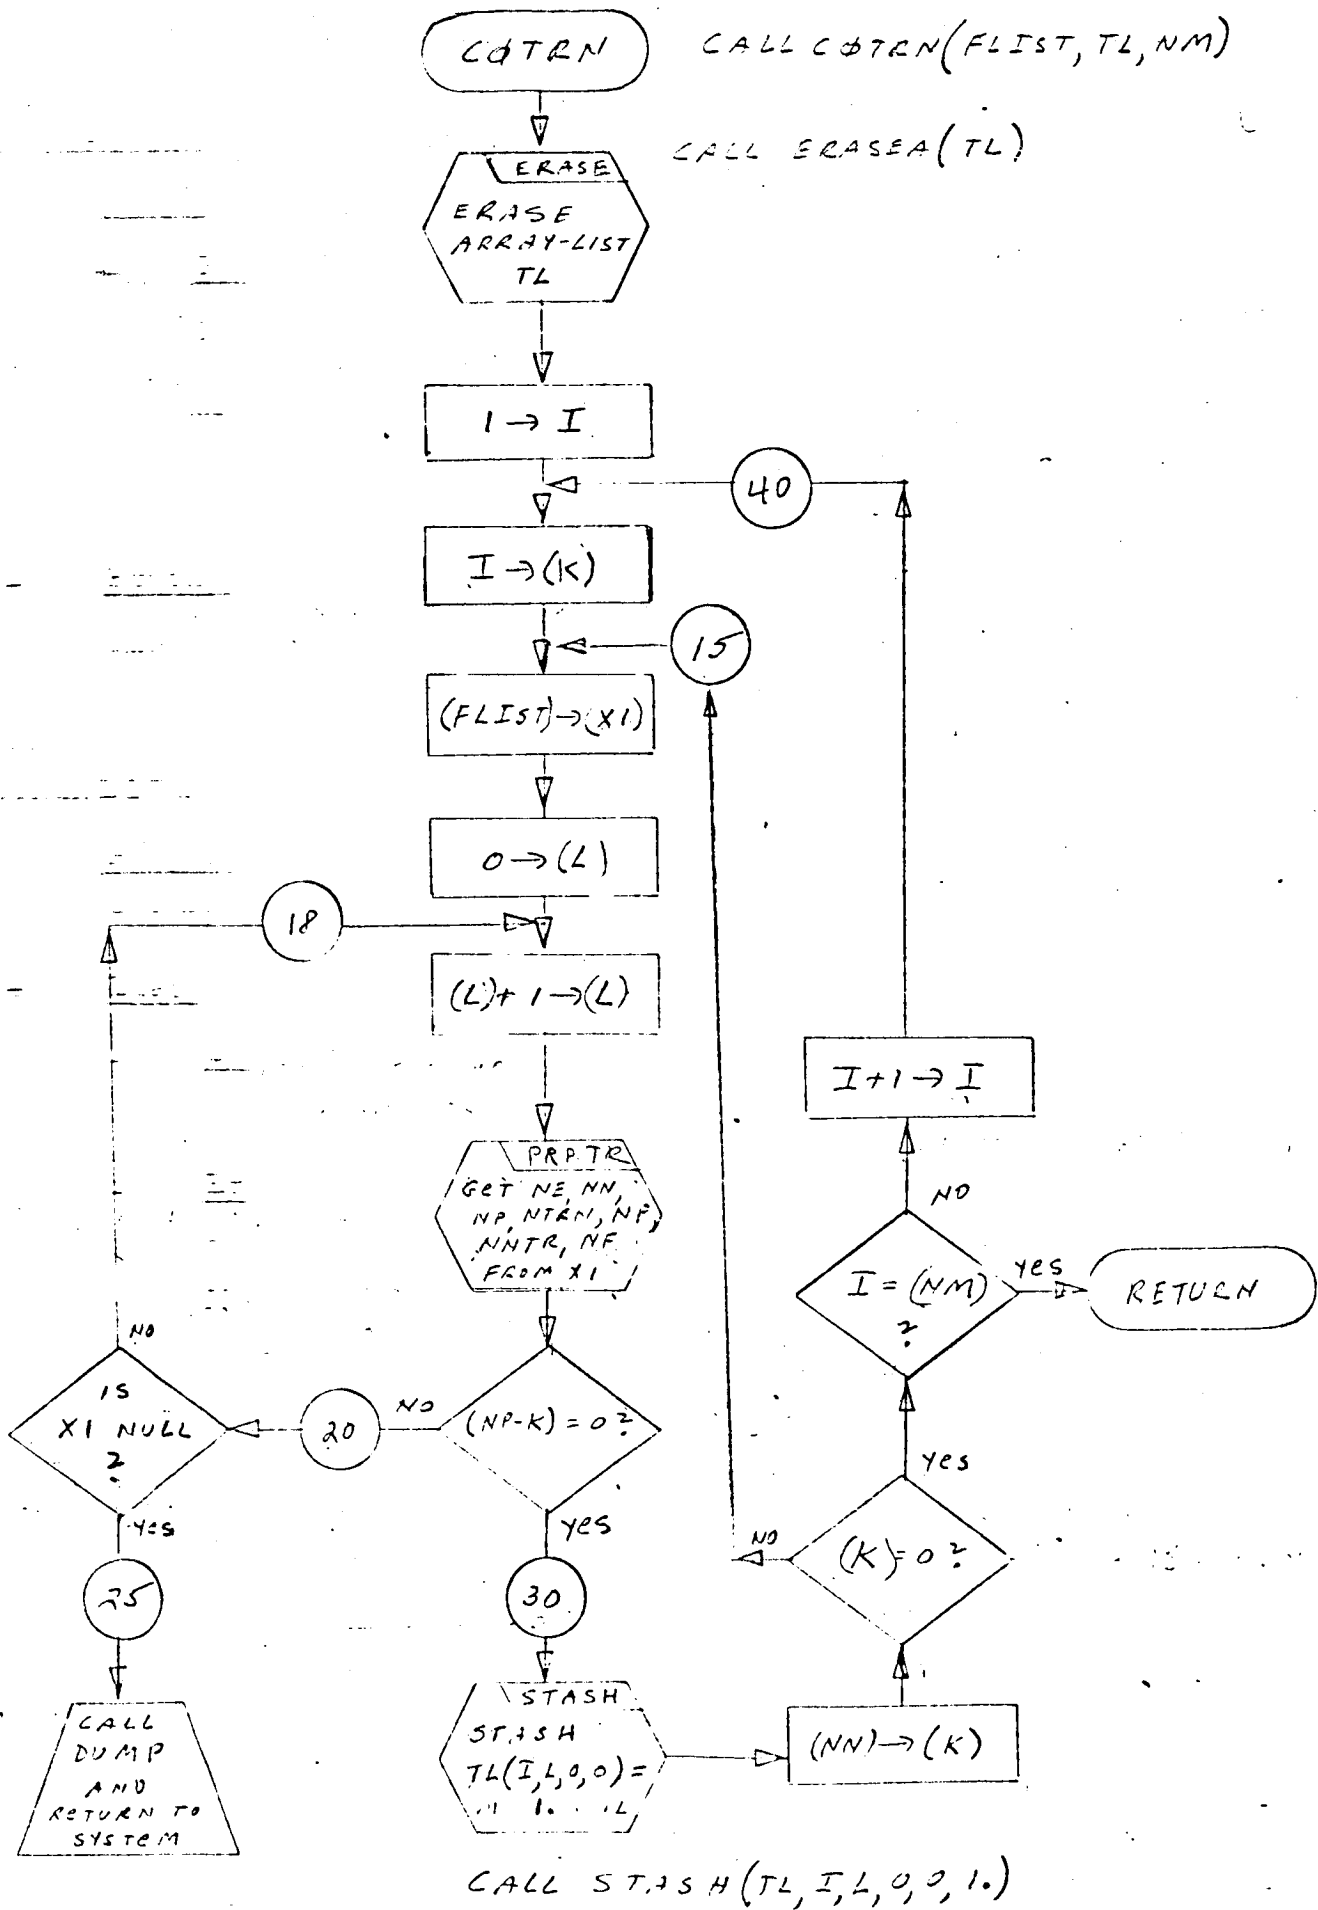 CØTRN
CALL CØTRN(FLIST, TL, NM)
CALL ERASEA(TL)
ERASE
ERASE
ARRAY-LIST
TL
1 → I
40
I → (K)
15
(FLIST) → (X1)
0 → (L)
18
(L) + 1 → (L)
I + 1 → I
PRPTR
GET NE, NN,
NP, NTRN, NF,
NNTR, NF
FROM X1
NO
I = (NM)
?
yes
RETURN
NO
IS
X1 NULL
?
20
NO
(NP-K) = 0 ?
yes
yes
yes
NO
(K) = 0 ?
25
30
CALL
DUMP
AND
RETURN TO
SYSTEM
STASH
STASH
TL(I,L,0,0) =
1.
(NN) → (K)
CALL STASH(TL, I, L, 0, 0, 1.)